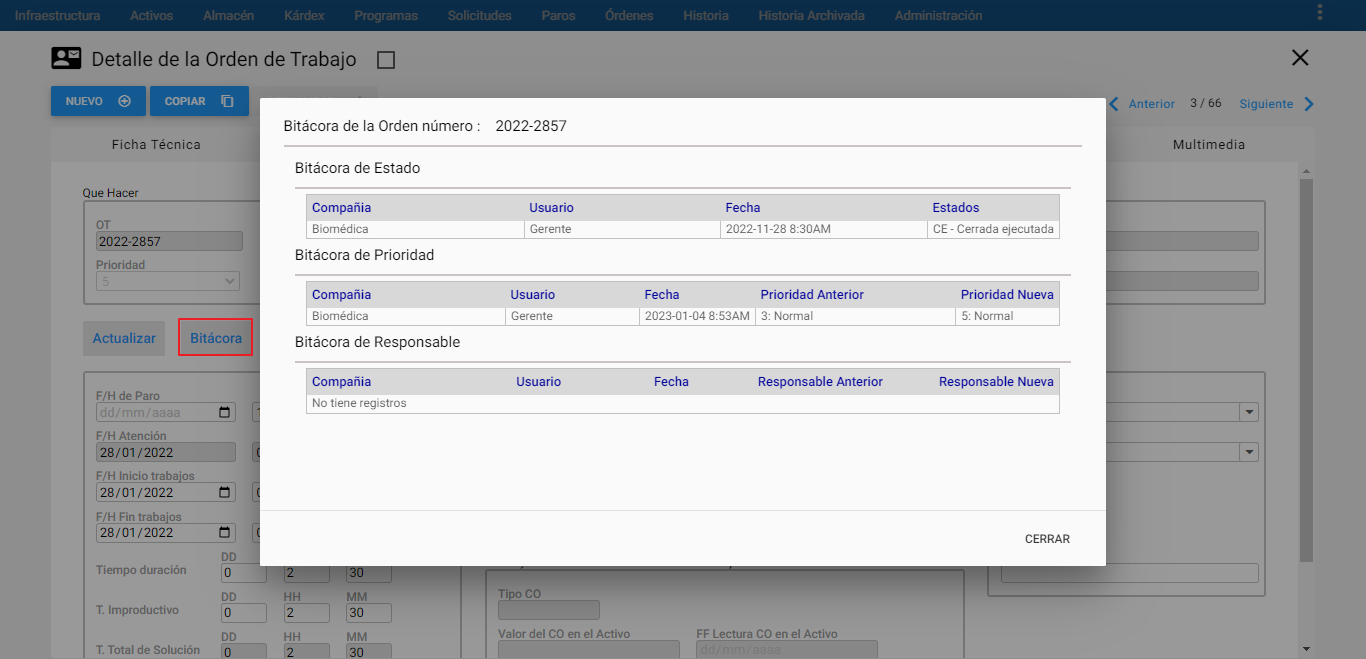 Infraestructura Activos Almacén Kárdex Programas Solicitudes Paros Órdenes Historia Historia Archivada Administración
Detalle de la Orden de Trabajo
NUEVO COPIAR
Anterior 3 / 66 Siguiente
Ficha Técnica Multimedia
Bitácora de la Orden número : 2022-2857
Bitácora de Estado
Compañia Usuario Fecha Estados
Biomédica Gerente 2022-11-28 8:30AM CE - Cerrada ejecutada
Bitácora de Prioridad
Compañia Usuario Fecha Prioridad Anterior Prioridad Nueva
Biomédica Gerente 2023-01-04 8:53AM 3: Normal 5: Normal
Bitácora de Responsable
Compañia Usuario Fecha Responsable Anterior Responsable Nueva
No tiene registros
CERRAR
Que Hacer
OT
2022-2857
Prioridad
5
Actualizar Bitácora
F/H de Paro
dd/mm/aaaa
F/H Atención
28/01/2022
F/H Inicio trabajos
28/01/2022
F/H Fin trabajos
28/01/2022
DD
Tiempo duración 0 2 30
DD HH MM
T. Improductivo 0 2 30
DD HH MM
T. Total de Solución 0 2 30
Tipo CO
Valor del CO en el Activo FF Lectura CO en el Activo
dd/mm/aaaa